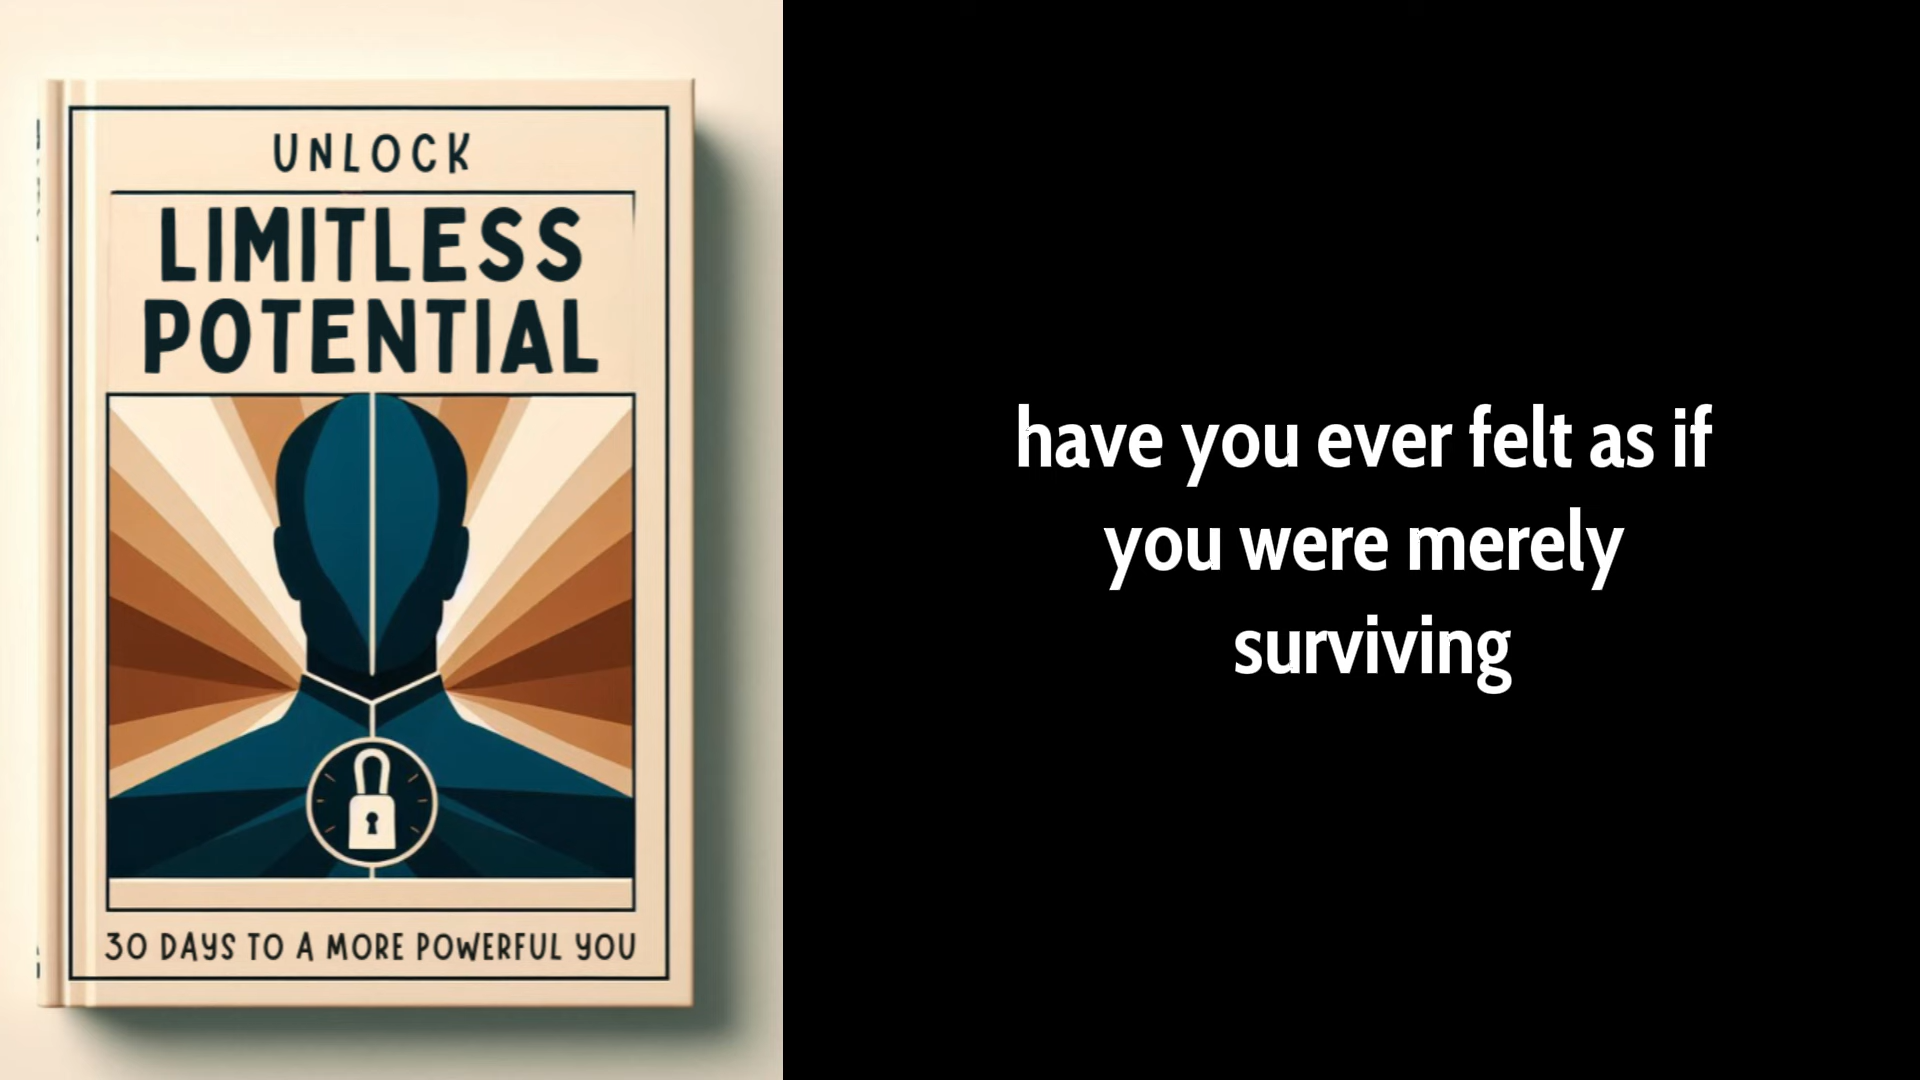 UNLOCK
LIMITLESS
POTENTIAL
30 DAYS TO A MORE POWERFUL YOU
have you ever felt as if
you were merely
surviving